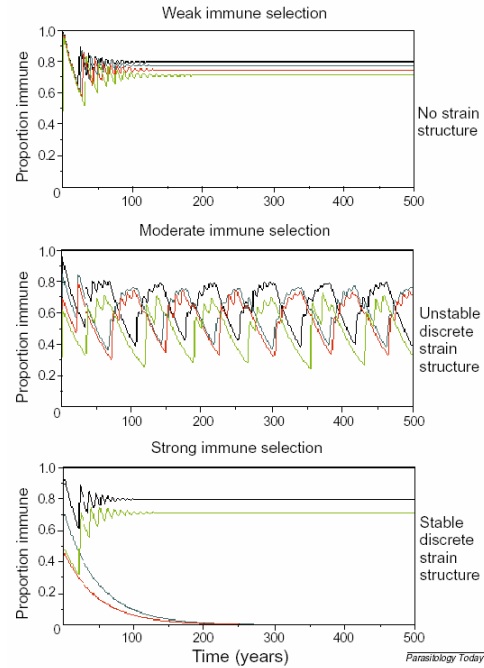 Weak immune selection
1.0
0.8
0.6
0.4
0.2
Proportion immune
100
200
300
400
500
No strain
structure
Moderate immune selection
1.0
0.8
0.6
0.4
0.2
0
Proportion immune
0
100
200
300
400
500
Unstable
discrete
strain
structure
Strong immune selection
1.0
0.8
0.6
0.4
0.2
0
Proportion immune
0
100
200
300
400
500
Stable
discrete
strain
structure
Time (years)
Parasitology Today